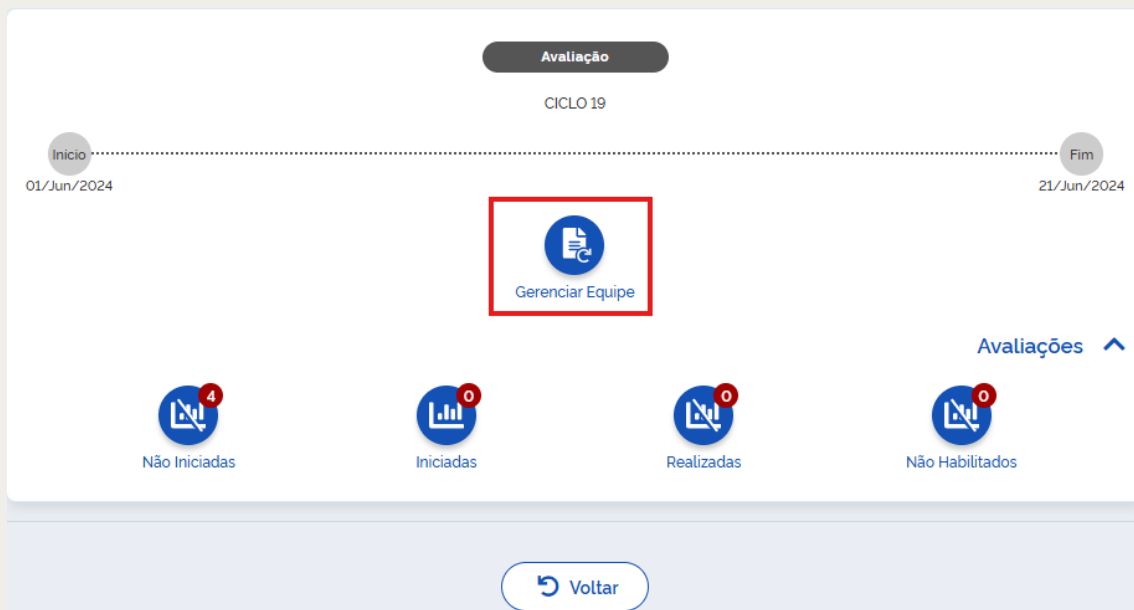 Avaliação
CICLO 19
Início
Fim
01/Jun/2024
21/Jun/2024
Gerenciar Equipe
Avaliações
4
0
0
0
Não Iniciadas
Iniciadas
Realizadas
Não Habilitados
Voltar